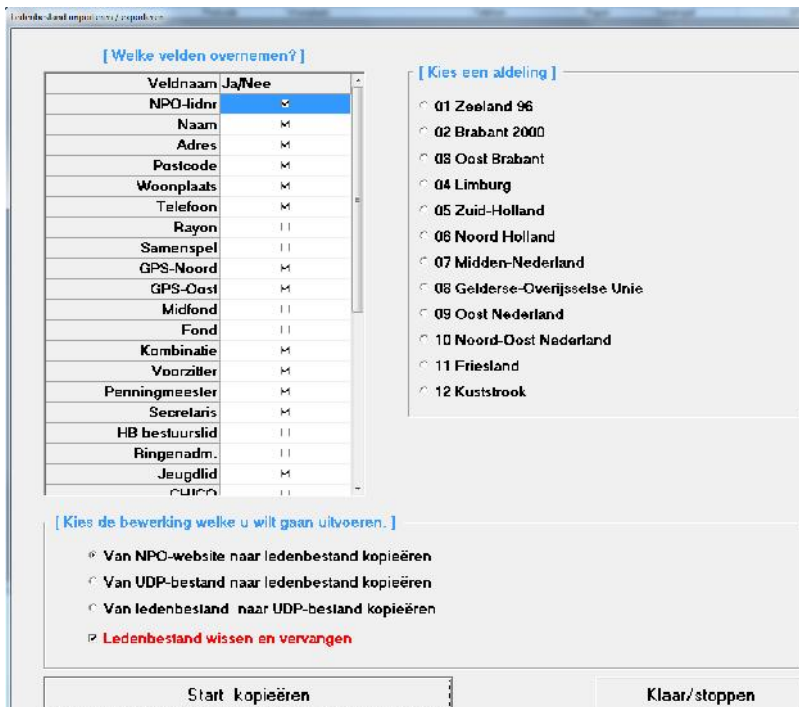 Ledenbestand importeren / exporteren
[ Welke velden overnemen? ]
Veldnaam Ja/Nee
NPO-lidnr
Naam
Adres
Postcode
Woonplaats
Telefoon
Rayon
Samenspel
GPS-Noord
GPS-Oost
Midfond
Fond
Kombinatie
Voorzitter
Penningmeester
Secretaris
HB bestuurslid
Ringenadm.
Jeugdlid
CHICO
[ Kies een afdeling ]
01 Zeeland 96
02 Brabant 2000
03 Oost Brabant
04 Limburg
05 Zuid-Holland
06 Noord Holland
07 Midden-Nederland
08 Gelderse-Overijsselse Unie
09 Oost Nederland
10 Noord-Oost Nederland
11 Friesland
12 Kuststrook
[ Kies de bewerking welke u wilt gaan uitvoeren. ]
Van NPO-website naar ledenbestand kopieëren
Van UDP-bestand naar ledenbestand kopieëren
Van ledenbestand naar UDP-bestand kopieëren
Ledenbestand wissen en vervangen
Start kopieëren
Klaar/stoppen